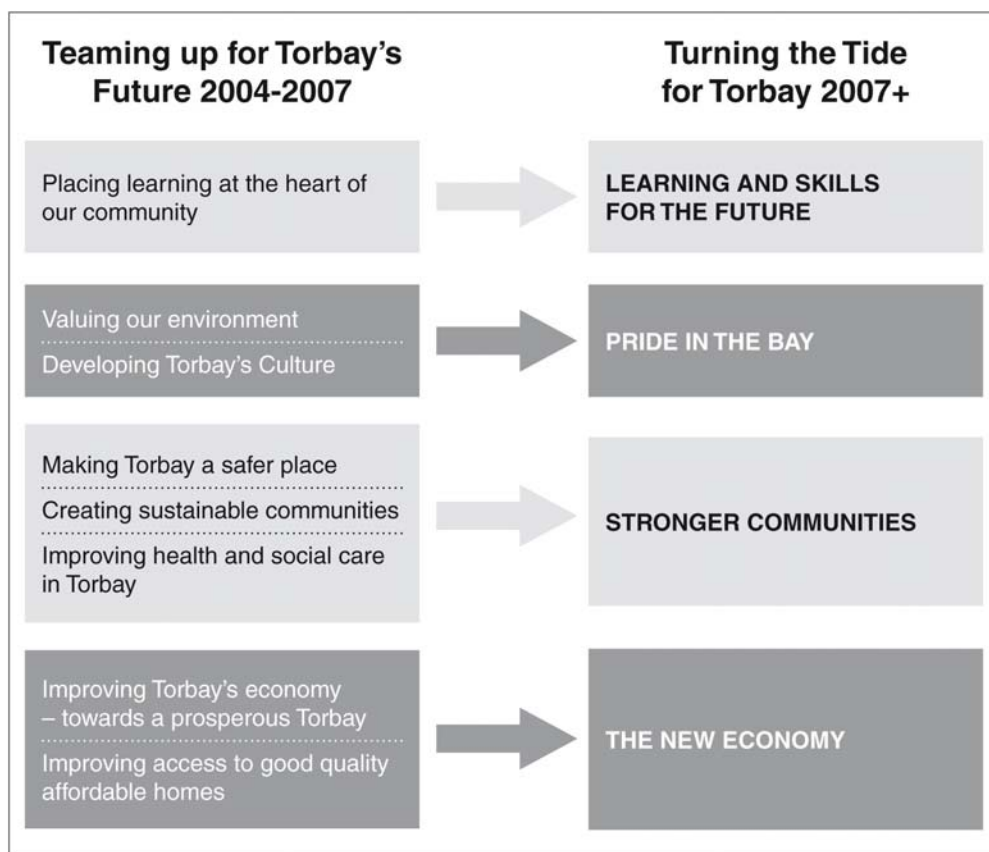 Teaming up for Torbay's
Future 2004-2007
Turning the Tide
for Torbay 2007+
Placing learning at the heart of
our community
LEARNING AND SKILLS
FOR THE FUTURE
Valuing our environment
Developing Torbay's Culture
PRIDE IN THE BAY
Making Torbay a safer place
Creating sustainable communities
Improving health and social care
in Torbay
STRONGER COMMUNITIES
Improving Torbay's economy
– towards a prosperous Torbay
Improving access to good quality
affordable homes
THE NEW ECONOMY